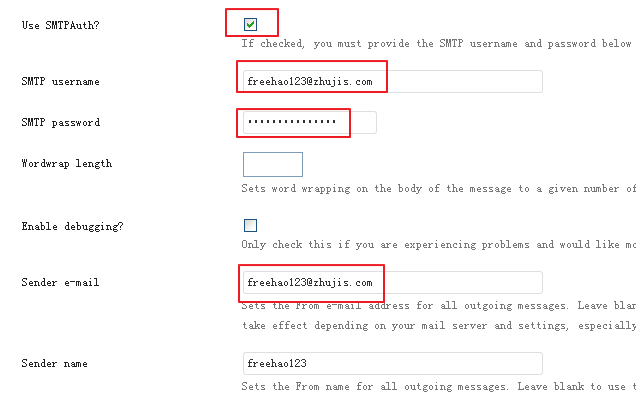 Use SMTPAuth?
If checked, you must provide the SMTP username and password below
SMTP username
freehao123@zhujis.com
SMTP password
•••••••••••••••
Wordwrap length
Sets word wrapping on the body of the message to a given number of
Enable debugging?
Only check this if you are experiencing problems and would like mo
Sender e-mail
freehao123@zhujis.com
Sets the From e-mail address for all outgoing messages. Leave blan
take effect depending on your mail server and settings, especially
Sender name
freehao123
Sets the From name for all outgoing messages. Leave blank to use t